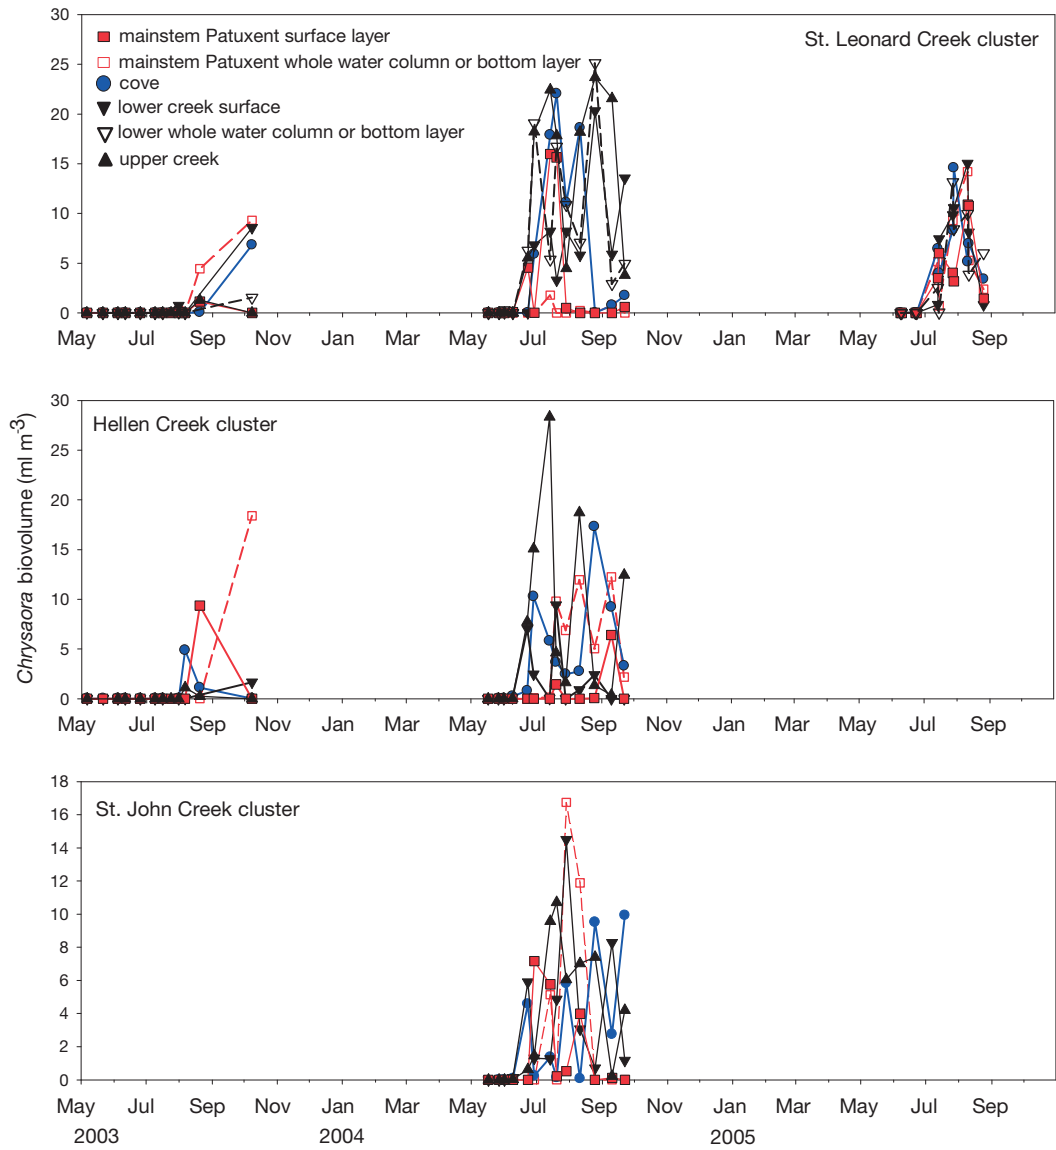 30
25
20
15
10
5
0
mainstem Patuxent surface layer
mainstem Patuxent whole water column or bottom layer
cove
lower creek surface
lower whole water column or bottom layer
upper creek
St. Leonard Creek cluster
May Jul Sep Nov Jan Mar May Jul Sep Nov Jan Mar May Jul Sep
Chrysaora biovolume (ml m-3)
30
25
20
15
10
5
0
Hellen Creek cluster
May Jul Sep Nov Jan Mar May Jul Sep Nov Jan Mar May Jul Sep
18
16
14
12
10
8
6
4
2
0
St. John Creek cluster
May Jul Sep Nov Jan Mar May Jul Sep Nov Jan Mar May Jul Sep
2003 2004 2005